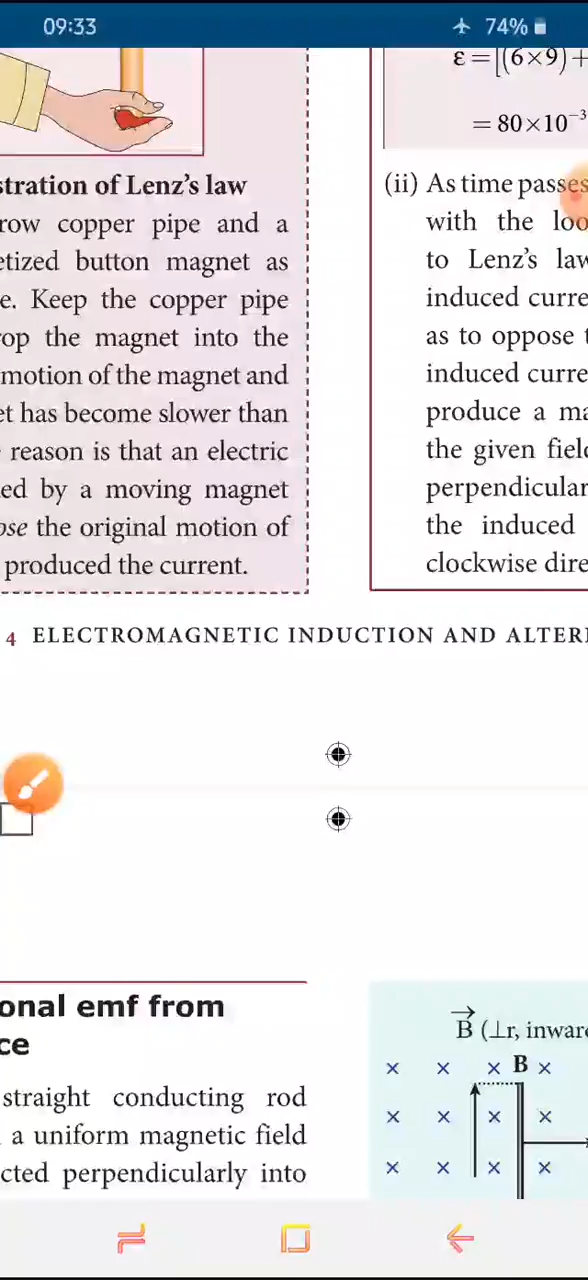 09:33
74%
stration of Lenz's law
row copper pipe and a
etized button magnet as
e. Keep the copper pipe
rop the magnet into the
motion of the magnet and
et has become slower than
reason is that an electric
ed by a moving magnet
ose the original motion of
produced the current.
ε = [(6×9) +
= 80×10⁻³
(ii) As time passes
with the loo
to Lenz's law
induced curre
as to oppose t
induced curre
produce a ma
the given field
perpendicular
the induced
clockwise dire
4 ELECTROMAGNETIC INDUCTION AND ALTER
onal emf from
ce
straight conducting rod
a uniform magnetic field
cted perpendicularly into
B (⊥r, inwar
× × × B ×
× × × ×
× × × ×